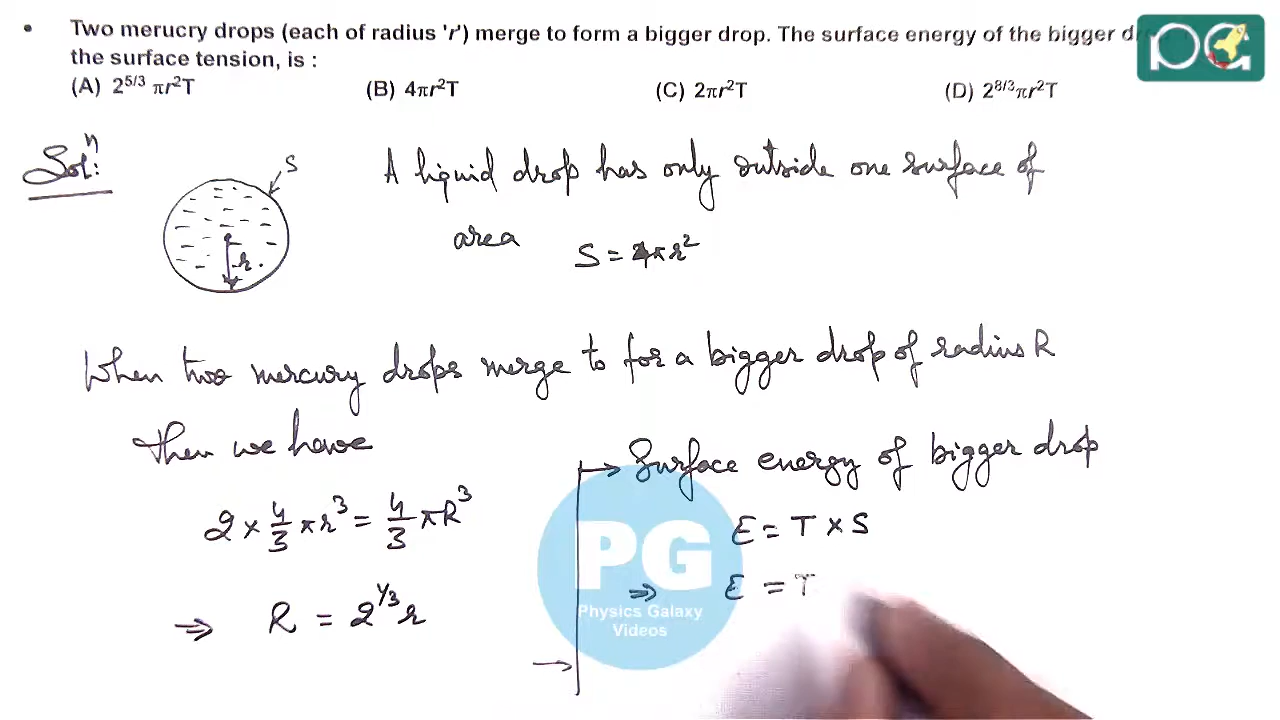 • Two merucry drops (each of radius 'r') merge to form a bigger drop. The surface energy of the bigger
the surface tension, is :
(A) 2^{5/3} πr²T (B) 4πr²T (C) 2πr²T (D) 2^{8/3}πr²T
PG
Solⁿ: S A liquid drop has only outside one surface of
area S = 4πr²
r.
When two mercury drops merge to for a bigger drop of radius R
Then we have
→ Surface energy of bigger drop
2 × 4/3 πr³ = 4/3 πR³
E = T × S
⇒ E = T
⇒ R = 2^{1/3} r
PG
Physics Galaxy
Videos